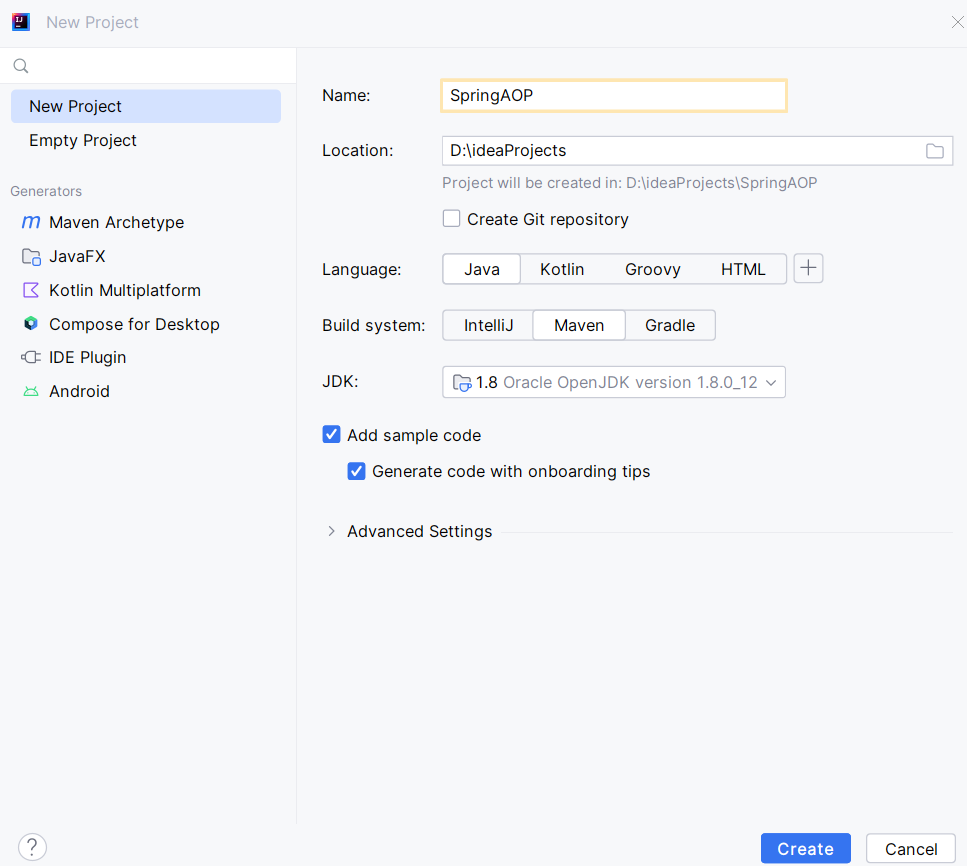 New Project
New Project
Empty Project
Generators
Maven Archetype
JavaFX
Kotlin Multiplatform
Compose for Desktop
IDE Plugin
Android
Name: SpringAOP
Location: D:\ideaProjects
Project will be created in: D:\ideaProjects\SpringAOP
Create Git repository
Language: Java Kotlin Groovy HTML
Build system: IntelliJ Maven Gradle
JDK: 1.8 Oracle OpenJDK version 1.8.0_12
Add sample code
Generate code with onboarding tips
Advanced Settings
? Create Cancel